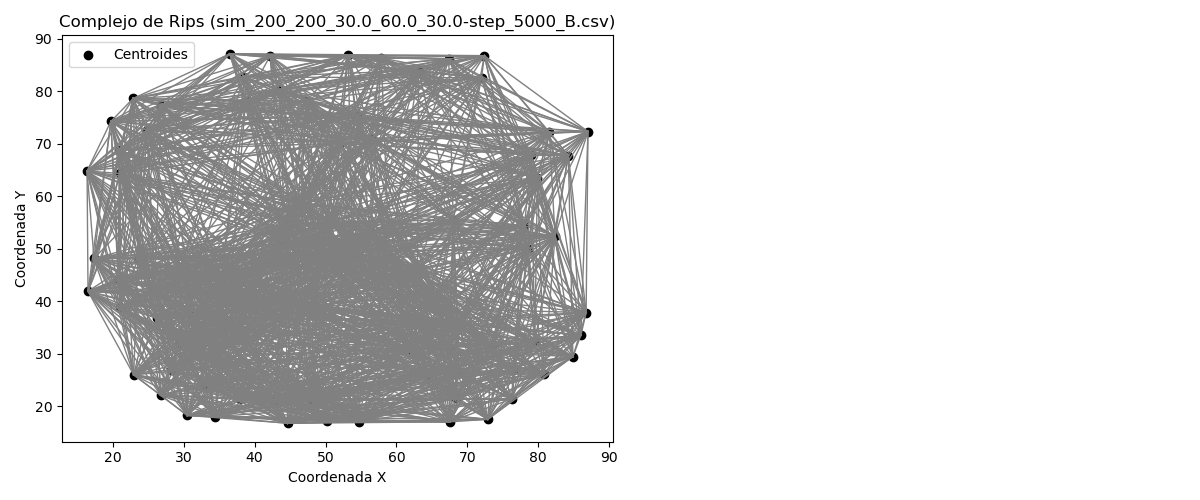 Complejo de Rips (sim_200_200_30.0_60.0_30.0-step_5000_B.csv)
Centroides
90
80
70
60
50
40
30
20
Coordenada Y
20 30 40 50 60 70 80 90
Coordenada X